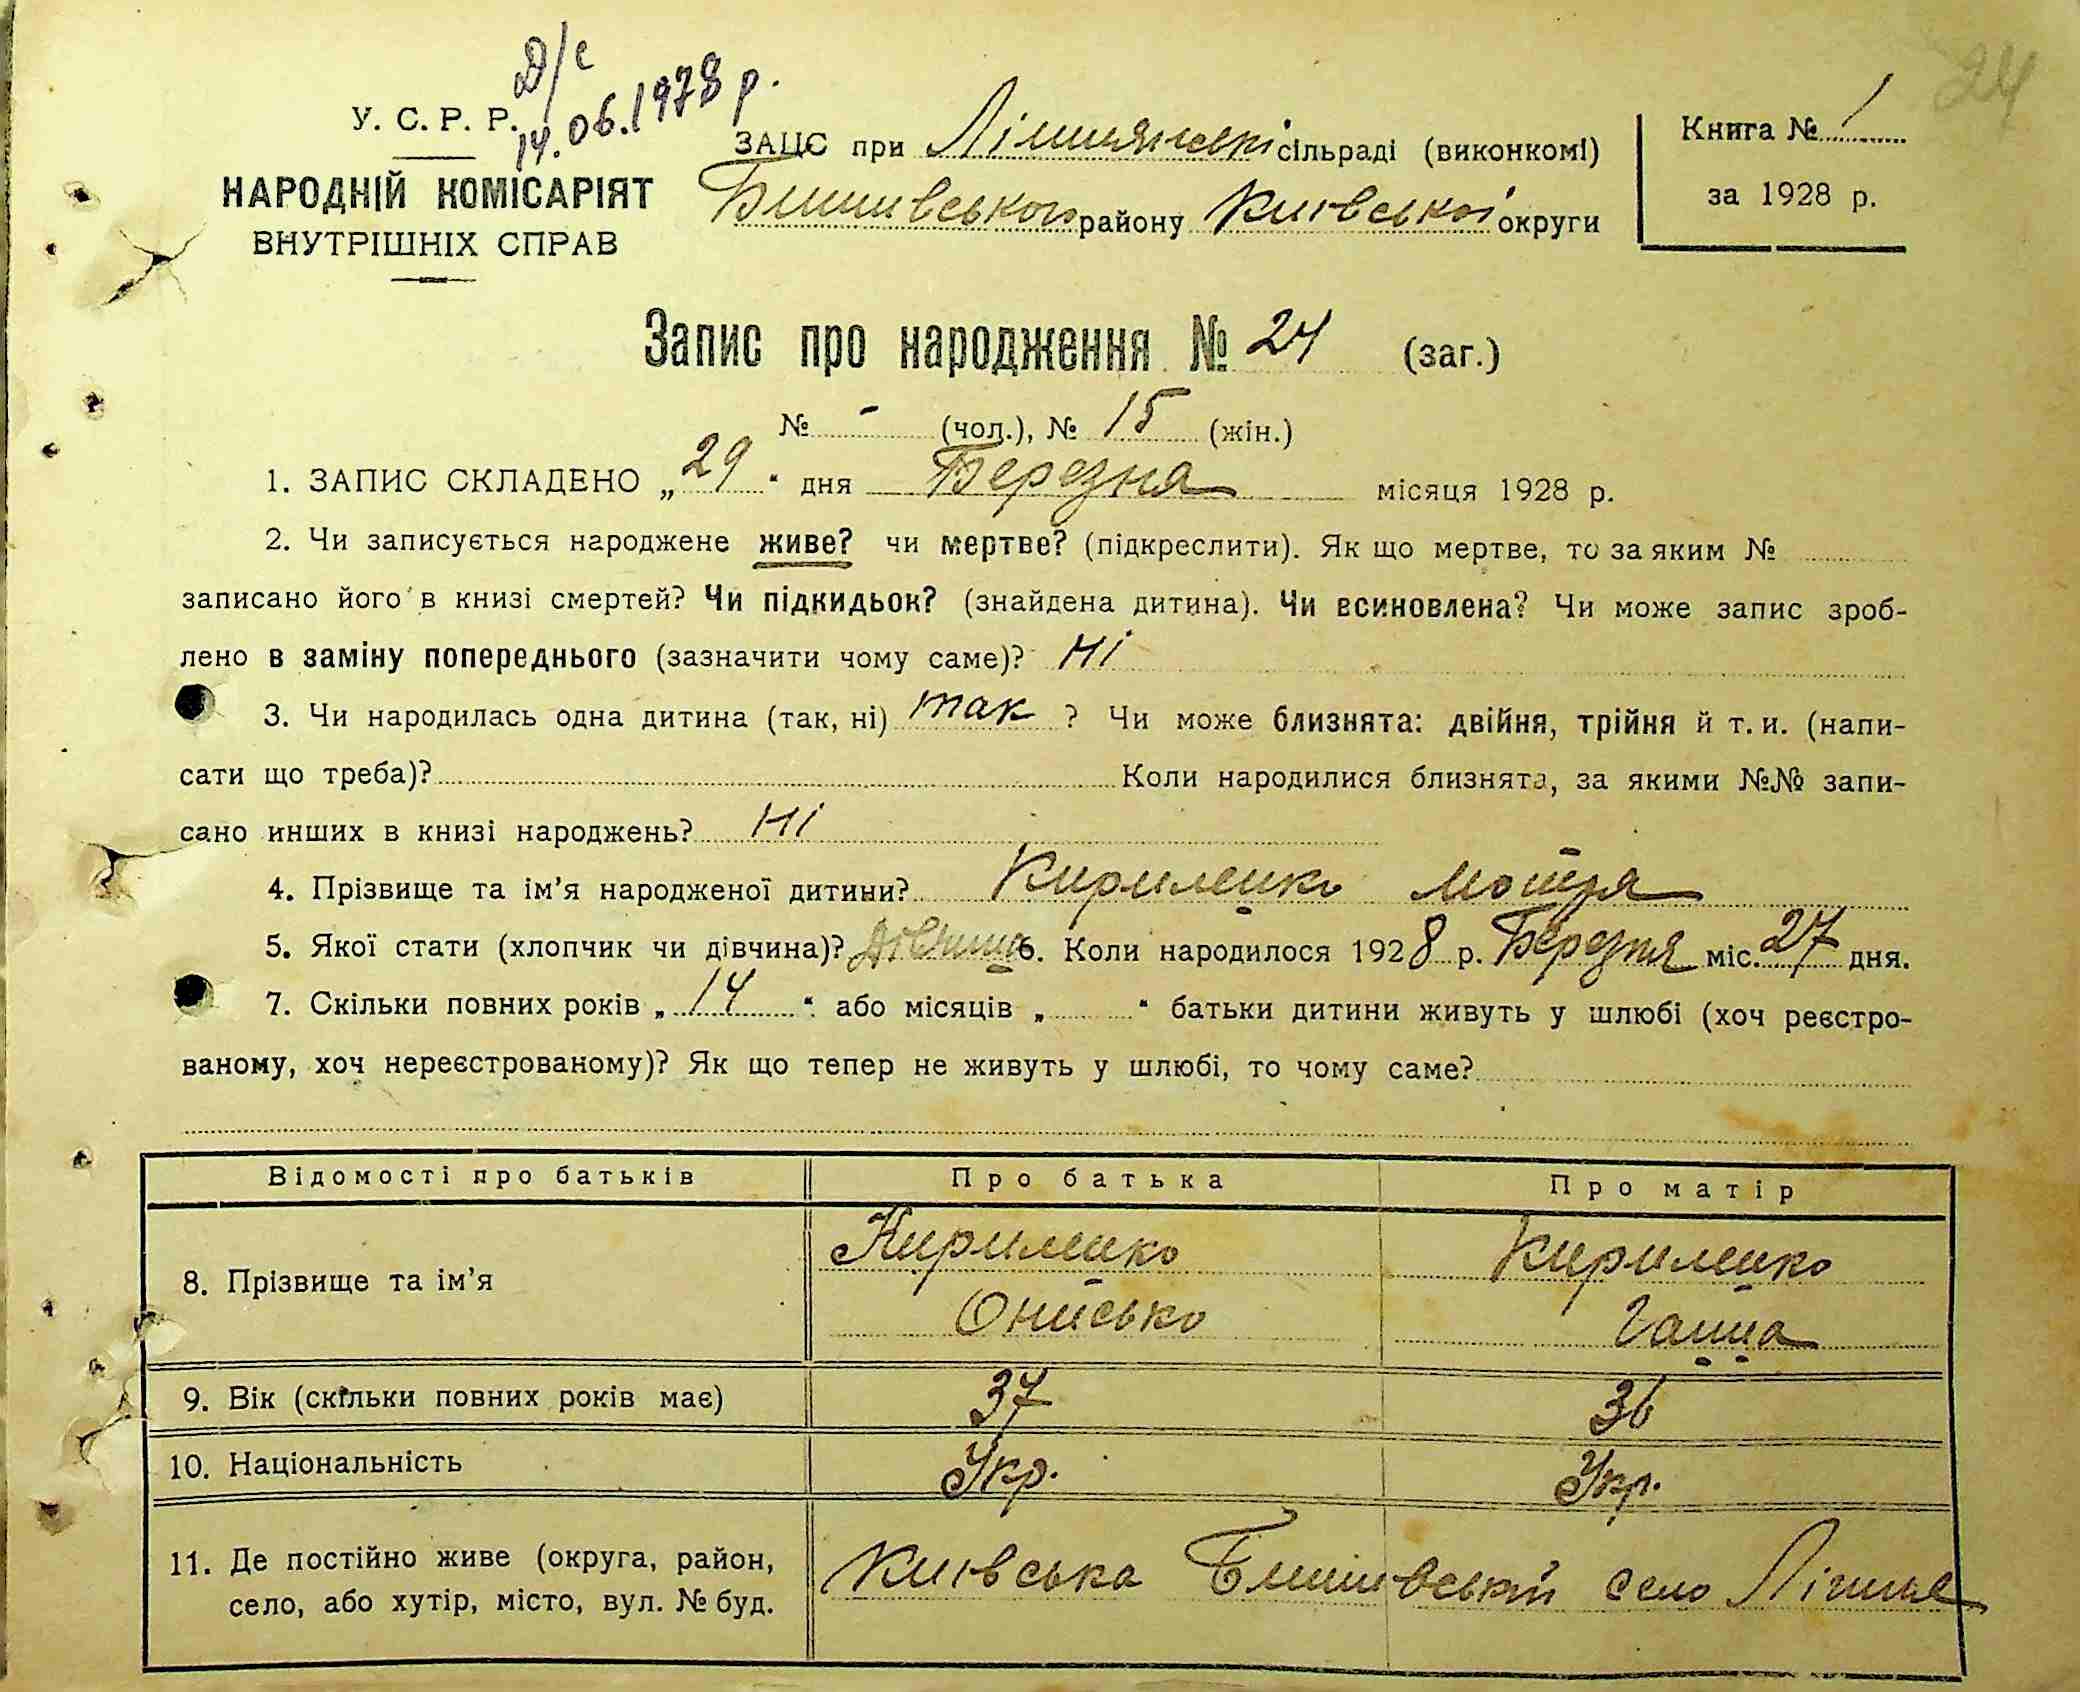 24
Д/с
14.06.1978 р.
У. С. Р. Р.
НАРОДНІЙ КОМІСАРІЯТ
ВНУТРІШНІХ СПРАВ
ЗАЦС при сільраді (виконкомі)
району Київської округи
Книга № 1
за 1928 р.
Запис про народження № 24 (заг.)
№ - (чол.), № 15 (жін.)
1. ЗАПИС СКЛАДЕНО „29“ дня Березня місяця 1928 р.
2. Чи записується народжене живе? чи мертве? (підкреслити). Як що мертве, то за яким №
записано його в книзі смертей? Чи підкидьок? (знайдена дитина). Чи всиновлена? Чи може запис зроб-
лено в заміну попереднього (зазначити чому саме)? Ні
3. Чи народилась одна дитина (так, ні) так ? Чи може близнята: двійня, трійня й т. и. (напи-
сати що треба)? Коли народилися близнята, за якими №№ запи-
сано инших в книзі народжень? Ні
4. Прізвище та ім’я народженої дитини? Кириленко Мотря
5. Якої стати (хлопчик чи дівчина)? Дівчина 6. Коли народилося 1928 р. Березня міс. 27 дня.
7. Скільки повних років „14“ або місяців „ “ батьки дитини живуть у шлюбі (хоч реєстро-
ваному, хоч нереєстрованому)? Як що тепер не живуть у шлюбі, то чому саме?
Відомості про батьків Про батька Про матір
8. Прізвище та ім’я Кириленко Кириленко
Онисько Ганна
9. Вік (скільки повних років має) 37 36
10. Національність Укр. Укр.
11. Де постійно живе (округа, район, Київська село
село, або хутір, місто, вул. № буд.